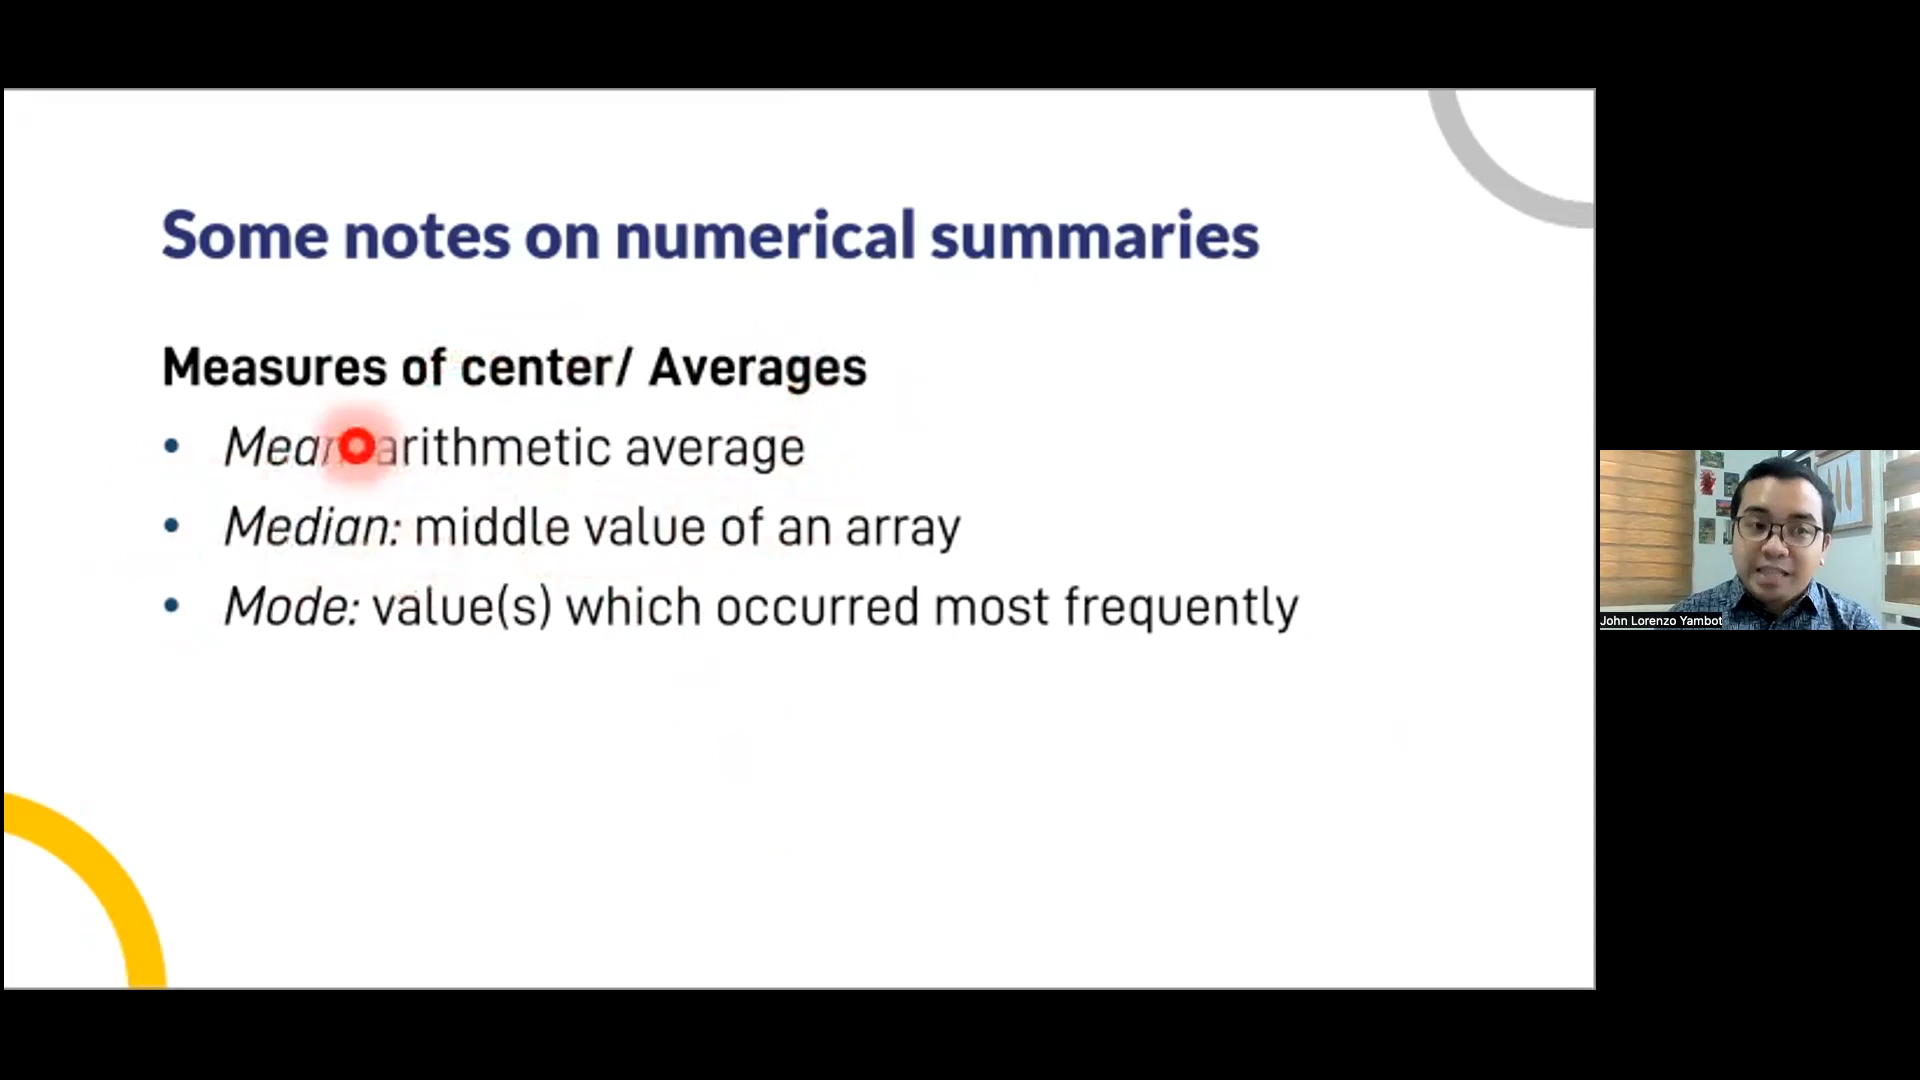 Some notes on numerical summaries
Measures of center/ Averages
• Mean arithmetic average
• Median: middle value of an array
• Mode: value(s) which occurred most frequently
John Lorenzo Yambot